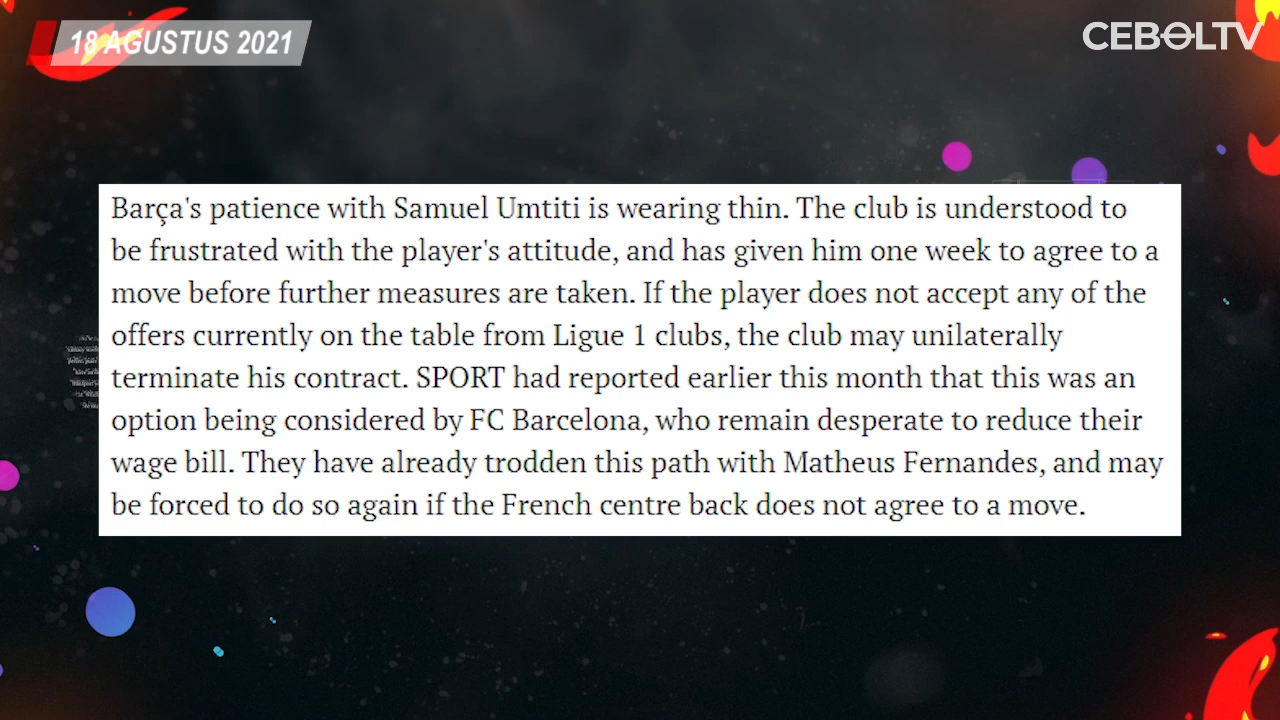 18 AGUSTUS 2021
CEBOLTV
Barça's patience with Samuel Umtiti is wearing thin. The club is understood to
be frustrated with the player's attitude, and has given him one week to agree to a
move before further measures are taken. If the player does not accept any of the
offers currently on the table from Ligue 1 clubs, the club may unilaterally
terminate his contract. SPORT had reported earlier this month that this was an
option being considered by FC Barcelona, who remain desperate to reduce their
wage bill. They have already trodden this path with Matheus Fernandes, and may
be forced to do so again if the French centre back does not agree to a move.